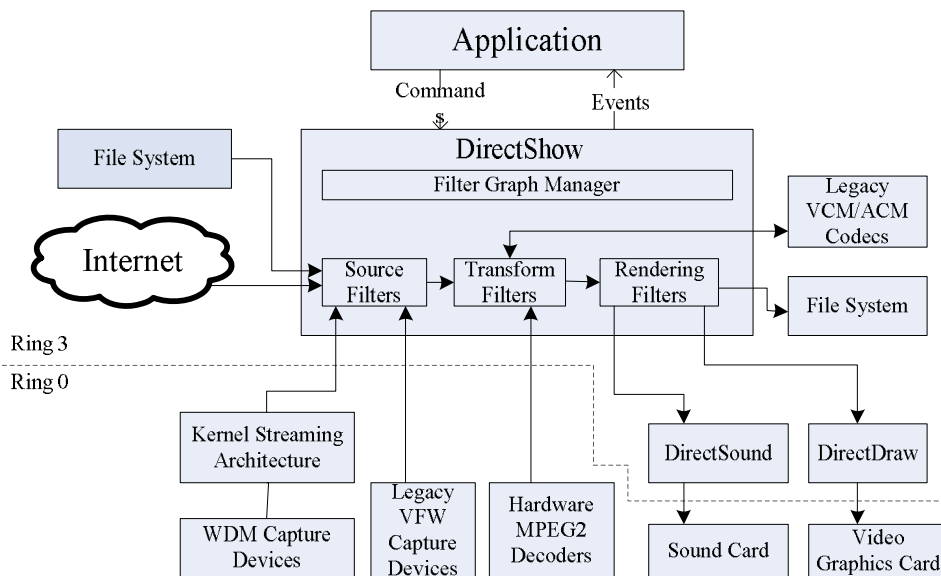 Application
Command
$
Events
DirectShow
Filter Graph Manager
File System
Legacy
VCM/ACM
Codecs
Internet
Source
Filters
Transform
Filters
Rendering
Filters
File System
Ring 3
Ring 0
Kernel Streaming
Architecture
DirectSound
DirectDraw
WDM Capture
Devices
Legacy
VFW
Capture
Devices
Hardware
MPEG2
Decoders
Sound Card
Video
Graphics Card